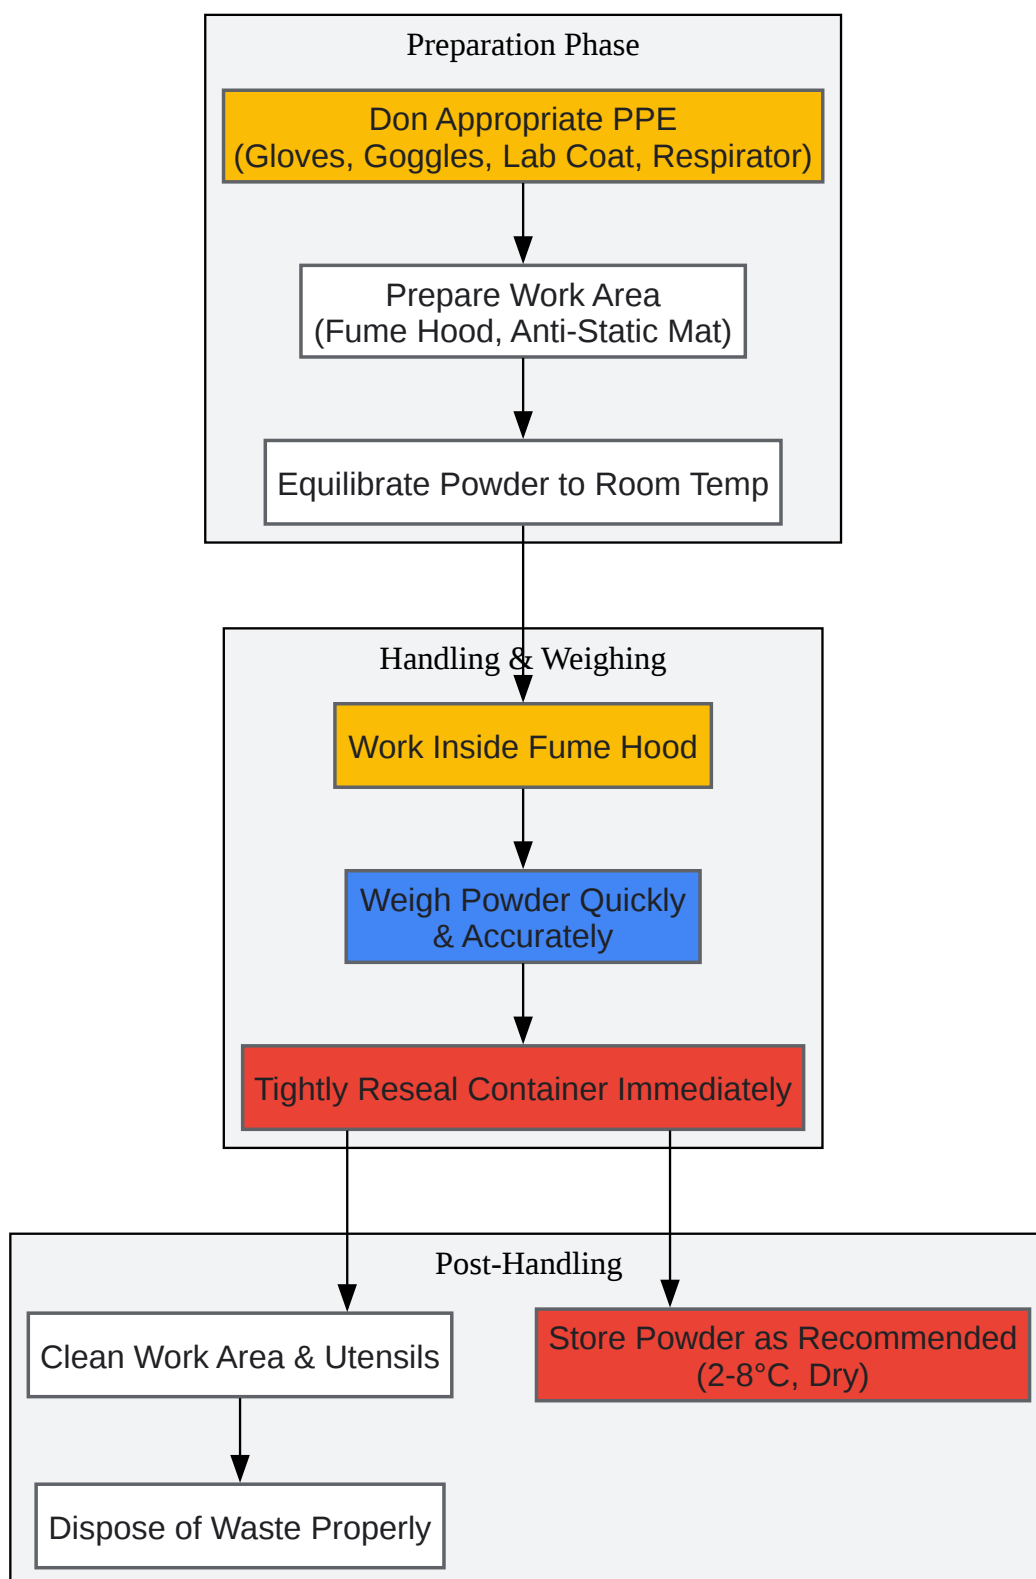 Preparation Phase
Don Appropriate PPE
(Gloves, Goggles, Lab Coat, Respirator)
Prepare Work Area
(Fume Hood, Anti-Static Mat)
Equilibrate Powder to Room Temp
Handling & Weighing
Work Inside Fume Hood
Weigh Powder Quickly
& Accurately
Tightly Reseal Container Immediately
Post-Handling
Clean Work Area & Utensils
Store Powder as Recommended
(2-8°C, Dry)
Dispose of Waste Properly